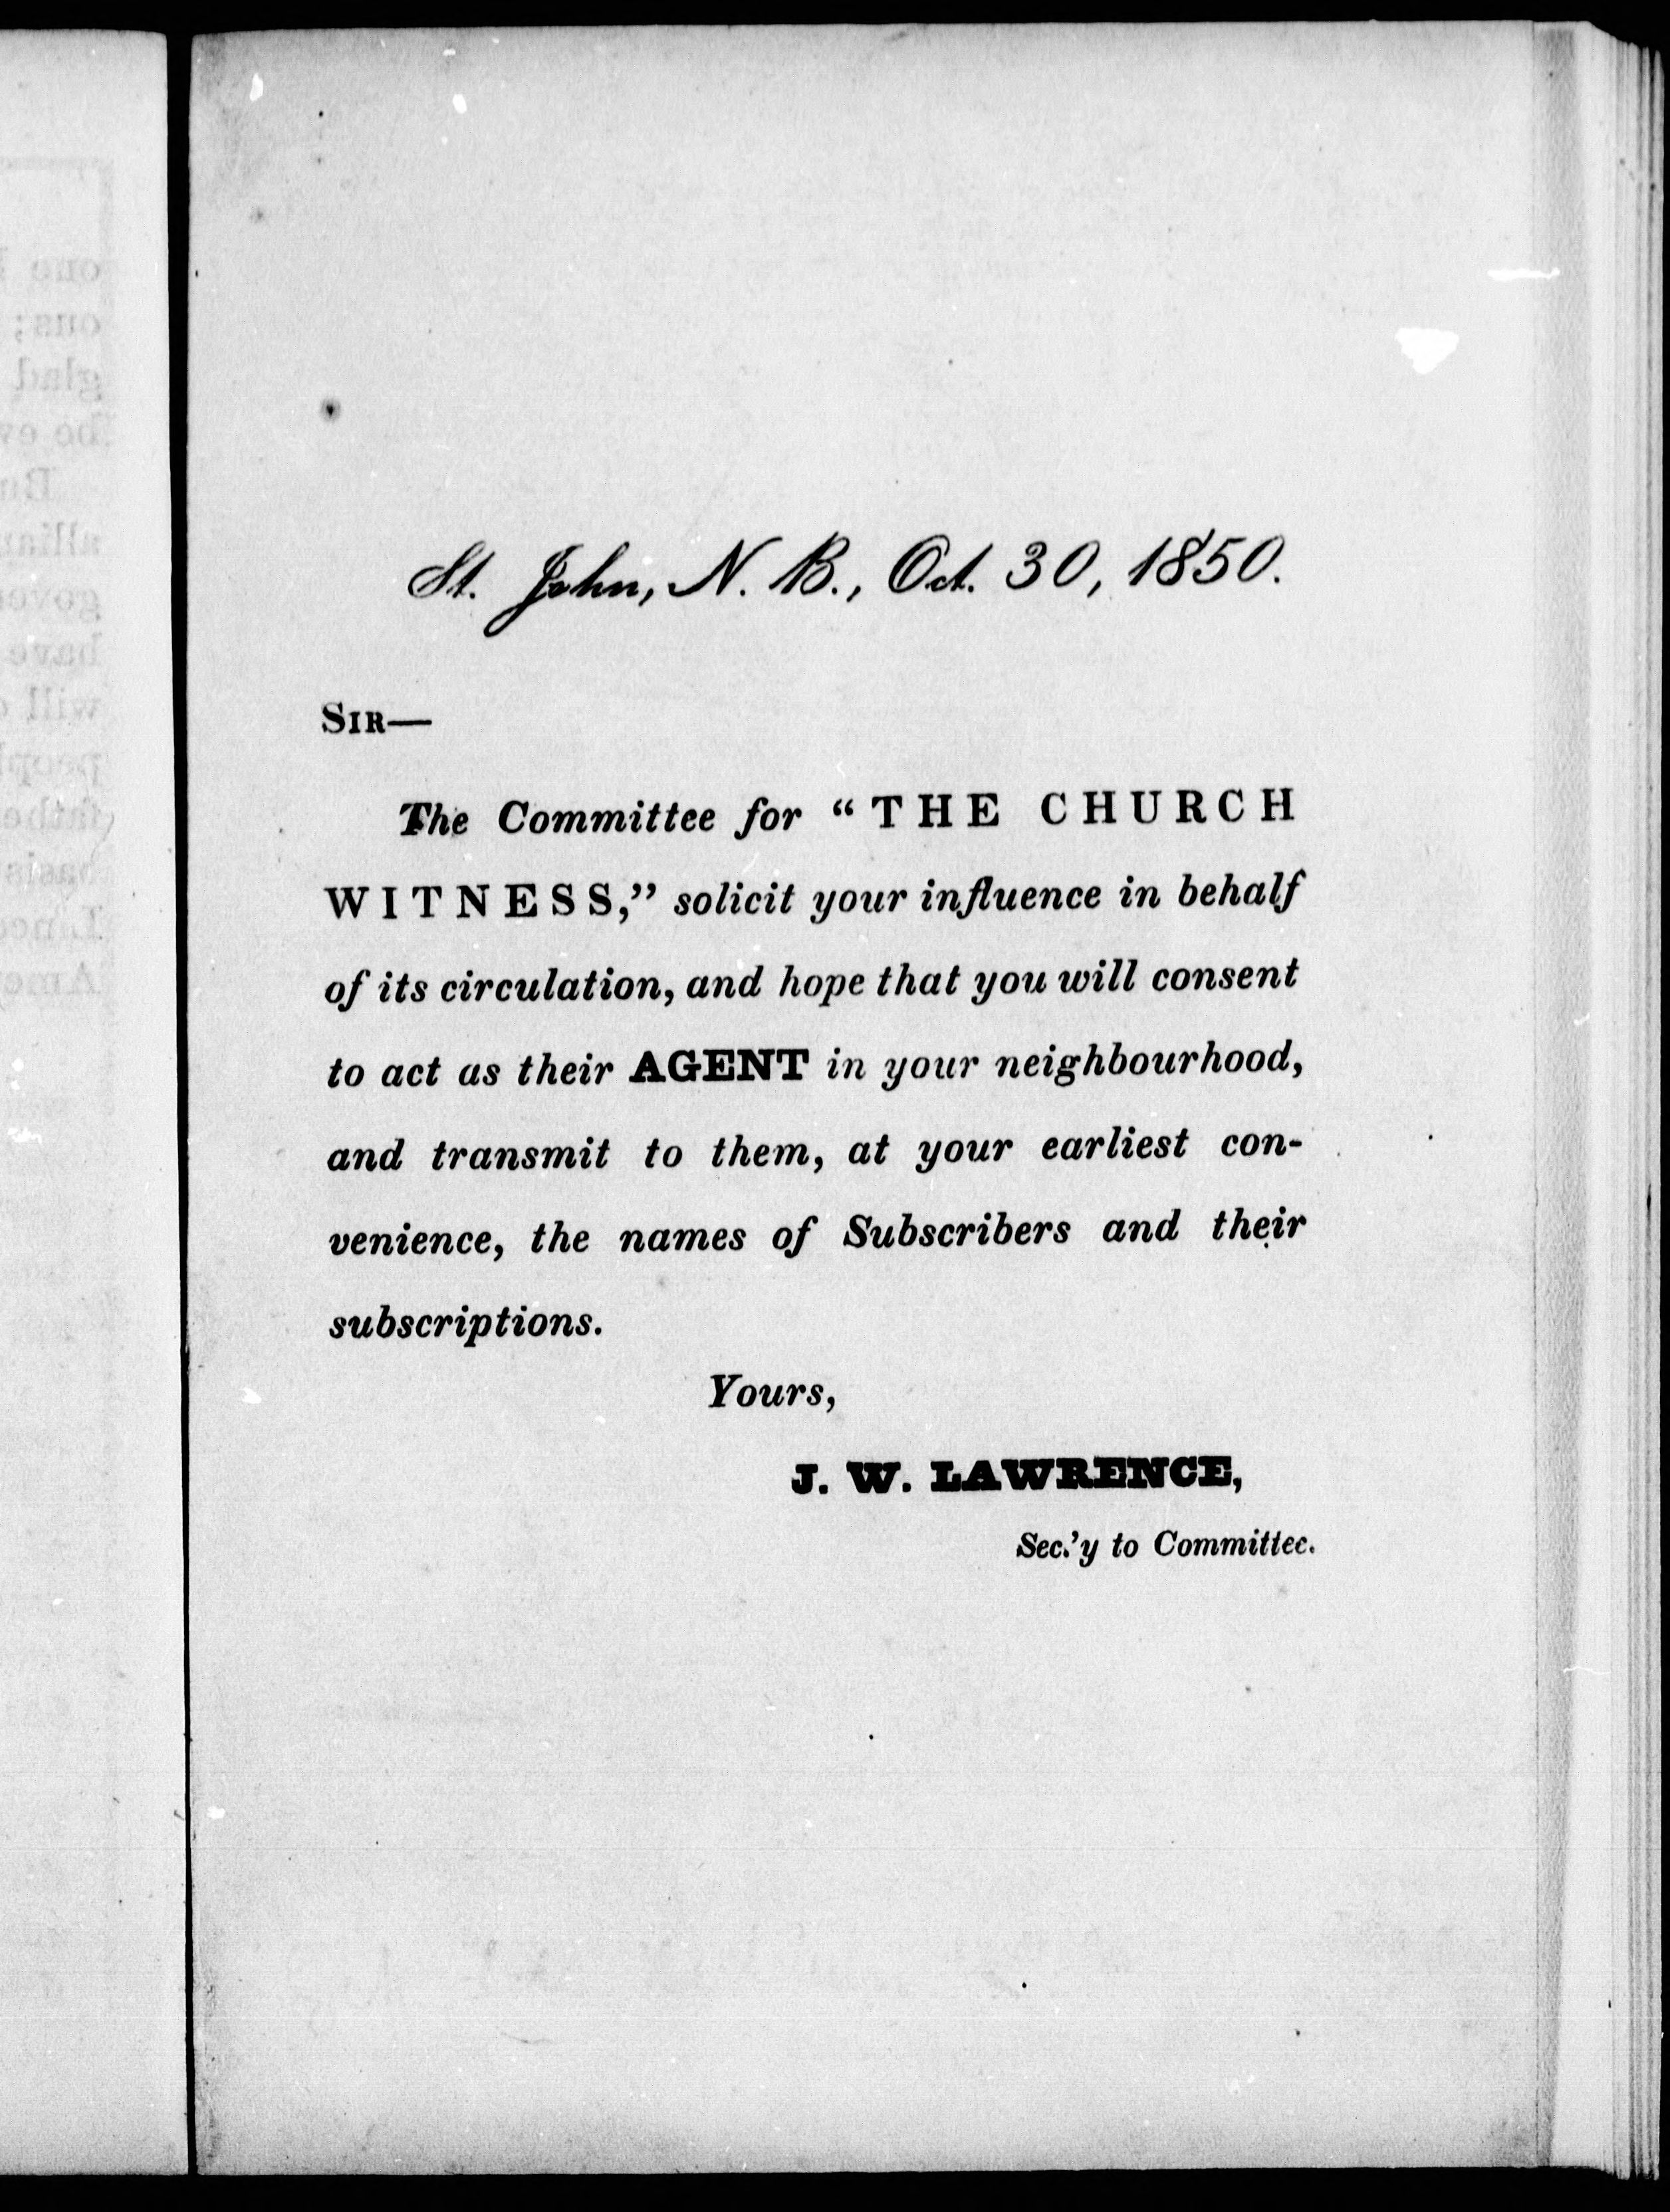 St. John, N. B., Oct. 30, 1850.
SIR—
The Committee for "THE CHURCH
WITNESS," solicit your influence in behalf
of its circulation, and hope that you will consent
to act as their AGENT in your neighbourhood,
and transmit to them, at your earliest con-
venience, the names of Subscribers and their
subscriptions.
Yours,
J. W. LAWRENCE,
Sec.'y to Committee.